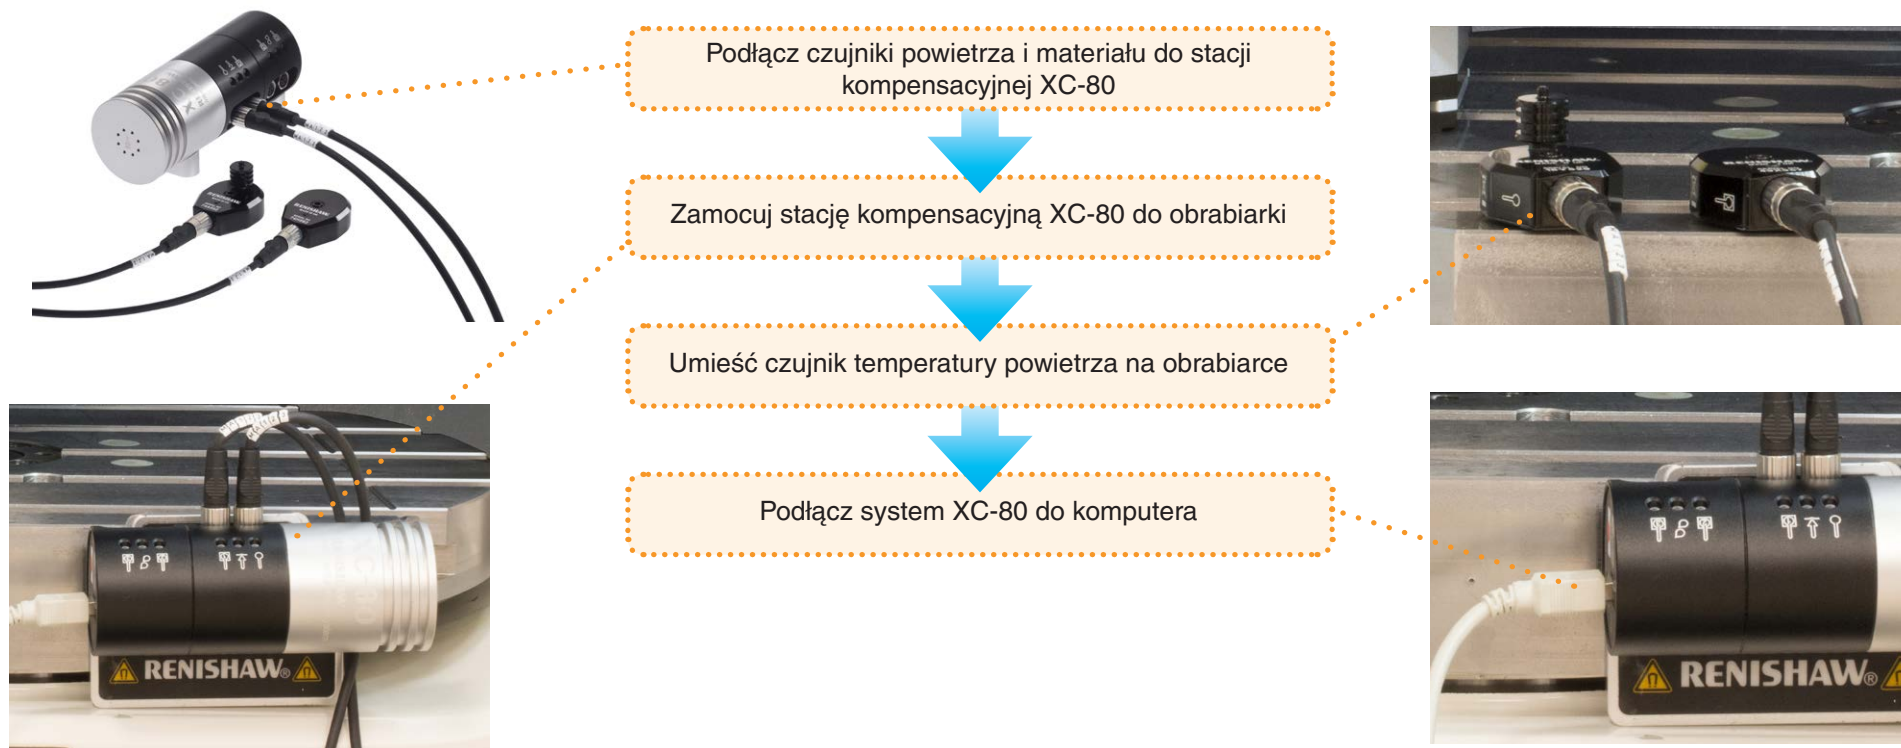 Podłącz czujniki powietrza i materiału do stacji
kompensacyjnej XC-80
Zamocuj stację kompensacyjną XC-80 do obrabiarki
Umieść czujnik temperatury powietrza na obrabiarce
Podłącz system XC-80 do komputera
RENISHAW®
RENISHAW®